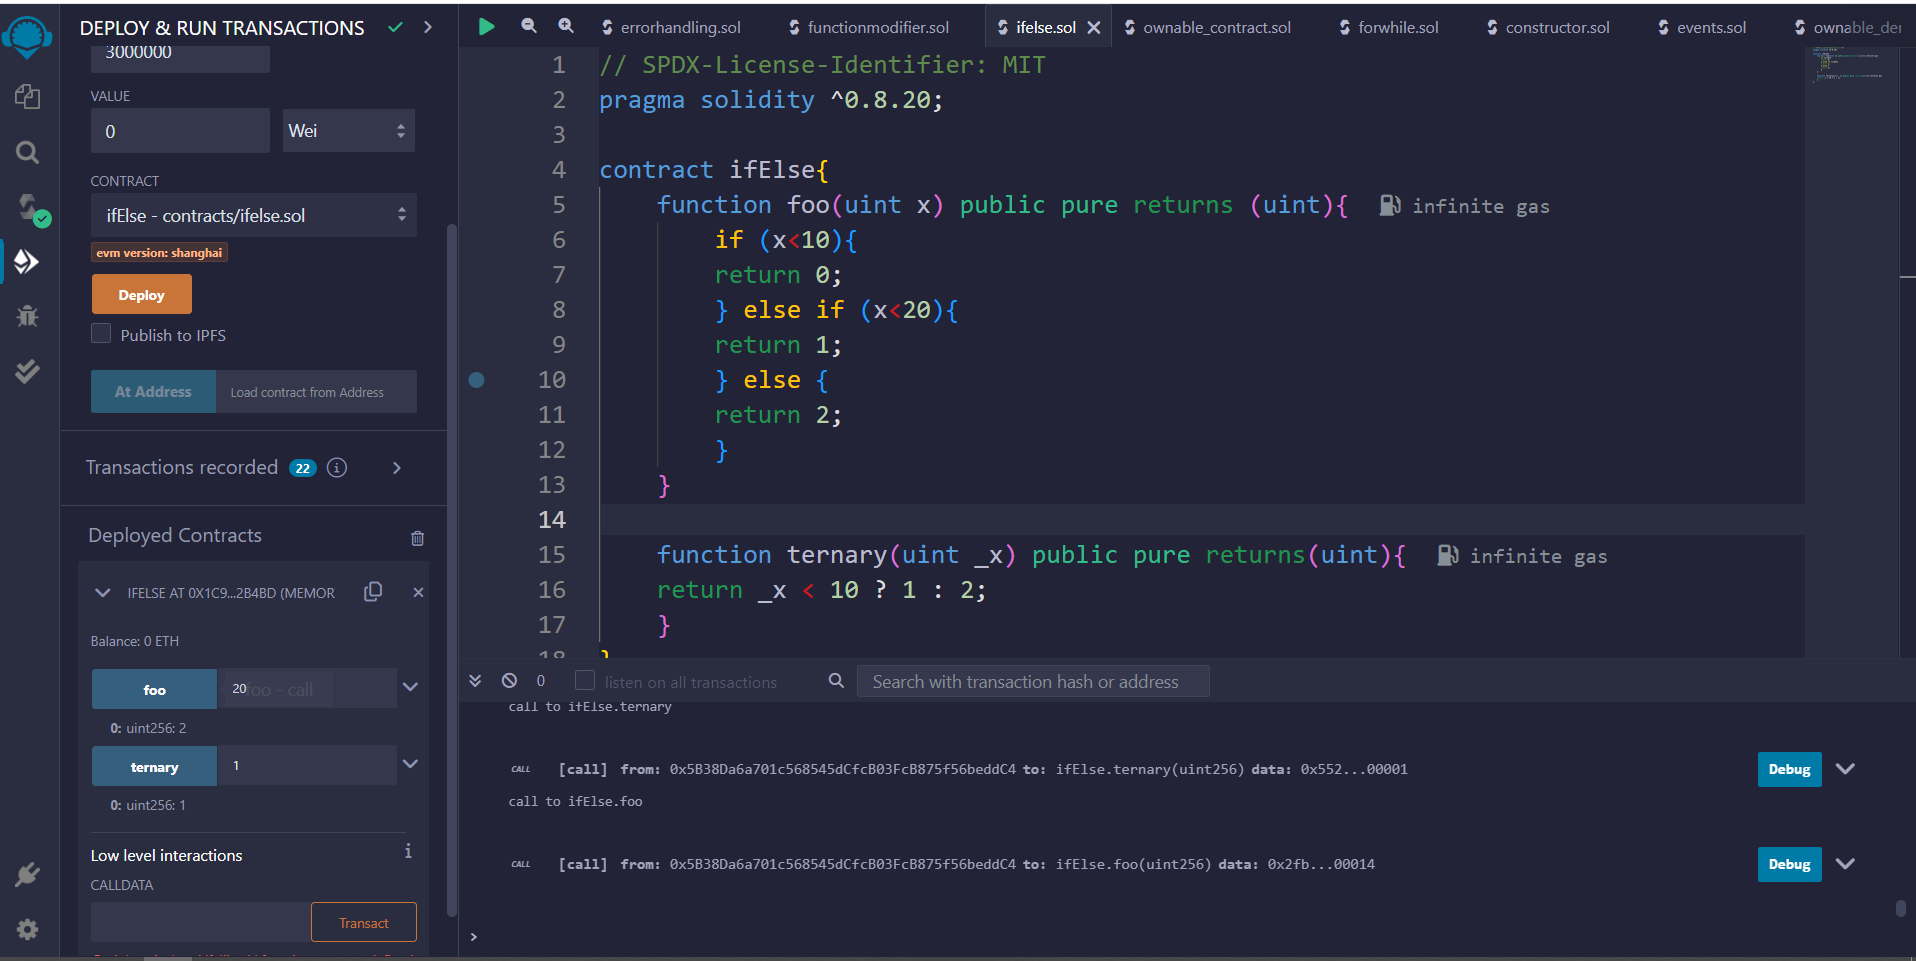 DEPLOY & RUN TRANSACTIONS
3000000
VALUE
0 Wei
CONTRACT
ifElse - contracts/ifelse.sol
evm version: shanghai
Deploy
Publish to IPFS
At Address Load contract from Address
Transactions recorded 22
Deployed Contracts
IFELSE AT 0X1C9...2B4BD (MEMOR
Balance: 0 ETH
foo 20 foo - call
0: uint256: 2
ternary 1
0: uint256: 1
Low level interactions i
CALLDATA
Transact
errorhandling.sol functionmodifier.sol ifelse.sol ownable_contract.sol forwhile.sol constructor.sol events.sol ownable_der
1 // SPDX-License-Identifier: MIT
2 pragma solidity ^0.8.20;
3
4 contract ifElse{
5 function foo(uint x) public pure returns (uint){ infinite gas
6 if (x<10){
7 return 0;
8 } else if (x<20){
9 return 1;
10 } else {
11 return 2;
12 }
13 }
14
15 function ternary(uint _x) public pure returns(uint){ infinite gas
16 return _x < 10 ? 1 : 2;
17 }
18 }
0 listen on all transactions Search with transaction hash or address
call to ifElse.ternary
CALL [call] from: 0x5B38Da6a701c568545dCfcB03FcB875f56beddC4 to: ifElse.ternary(uint256) data: 0x552...00001 Debug
call to ifElse.foo
CALL [call] from: 0x5B38Da6a701c568545dCfcB03FcB875f56beddC4 to: ifElse.foo(uint256) data: 0x2fb...00014 Debug
>